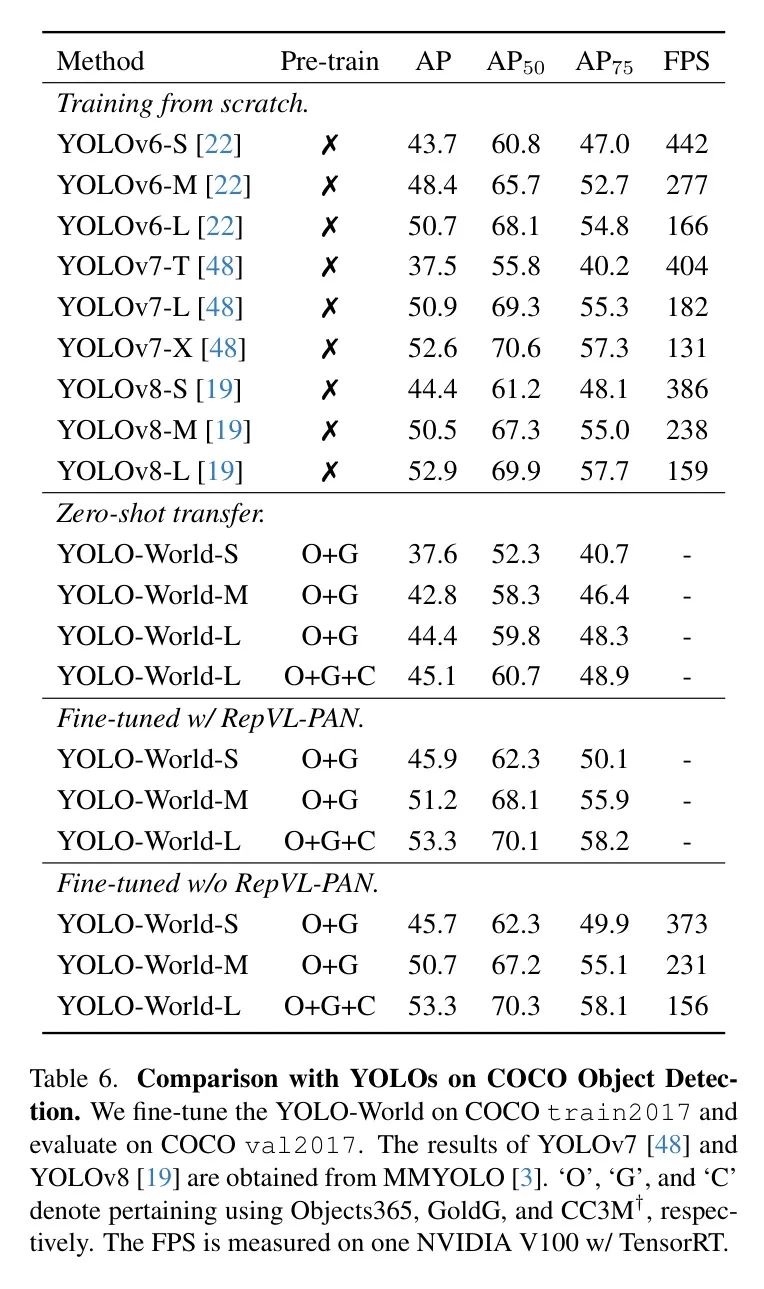 Method Pre-train AP AP50 AP75 FPS
Training from scratch.
YOLOv6-S [22] ✗ 43.7 60.8 47.0 442
YOLOv6-M [22] ✗ 48.4 65.7 52.7 277
YOLOv6-L [22] ✗ 50.7 68.1 54.8 166
YOLOv7-T [48] ✗ 37.5 55.8 40.2 404
YOLOv7-L [48] ✗ 50.9 69.3 55.3 182
YOLOv7-X [48] ✗ 52.6 70.6 57.3 131
YOLOv8-S [19] ✗ 44.4 61.2 48.1 386
YOLOv8-M [19] ✗ 50.5 67.3 55.0 238
YOLOv8-L [19] ✗ 52.9 69.9 57.7 159
Zero-shot transfer.
YOLO-World-S O+G 37.6 52.3 40.7 -
YOLO-World-M O+G 42.8 58.3 46.4 -
YOLO-World-L O+G 44.4 59.8 48.3 -
YOLO-World-L O+G+C 45.1 60.7 48.9 -
Fine-tuned w/ RepVL-PAN.
YOLO-World-S O+G 45.9 62.3 50.1 -
YOLO-World-M O+G 51.2 68.1 55.9 -
YOLO-World-L O+G+C 53.3 70.1 58.2 -
Fine-tuned w/o RepVL-PAN.
YOLO-World-S O+G 45.7 62.3 49.9 373
YOLO-World-M O+G 50.7 67.2 55.1 231
YOLO-World-L O+G+C 53.3 70.3 58.1 156
Table 6. Comparison with YOLOs on COCO Object Detec-
tion. We fine-tune the YOLO-World on COCO train2017 and
evaluate on COCO val2017. The results of YOLOv7 [48] and
YOLOv8 [19] are obtained from MMYOLO [3]. ‘O’, ‘G’, and ‘C’
denote pertaining using Objects365, GoldG, and CC3M†, respec-
tively. The FPS is measured on one NVIDIA V100 w/ TensorRT.